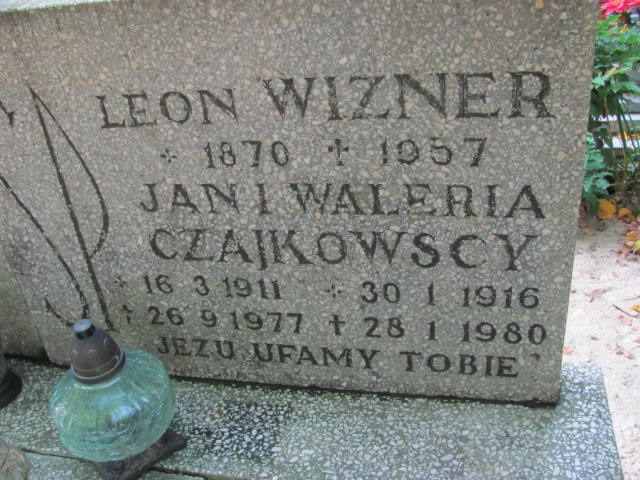 LEON WIZNER
* 1870 † 1957
JAN I WALERIA
CZAJKOWSCY
* 16 3 1911 * 30 1 1916
† 26 9 1977 † 28 1 1980
JEZU UFAMY TOBIE